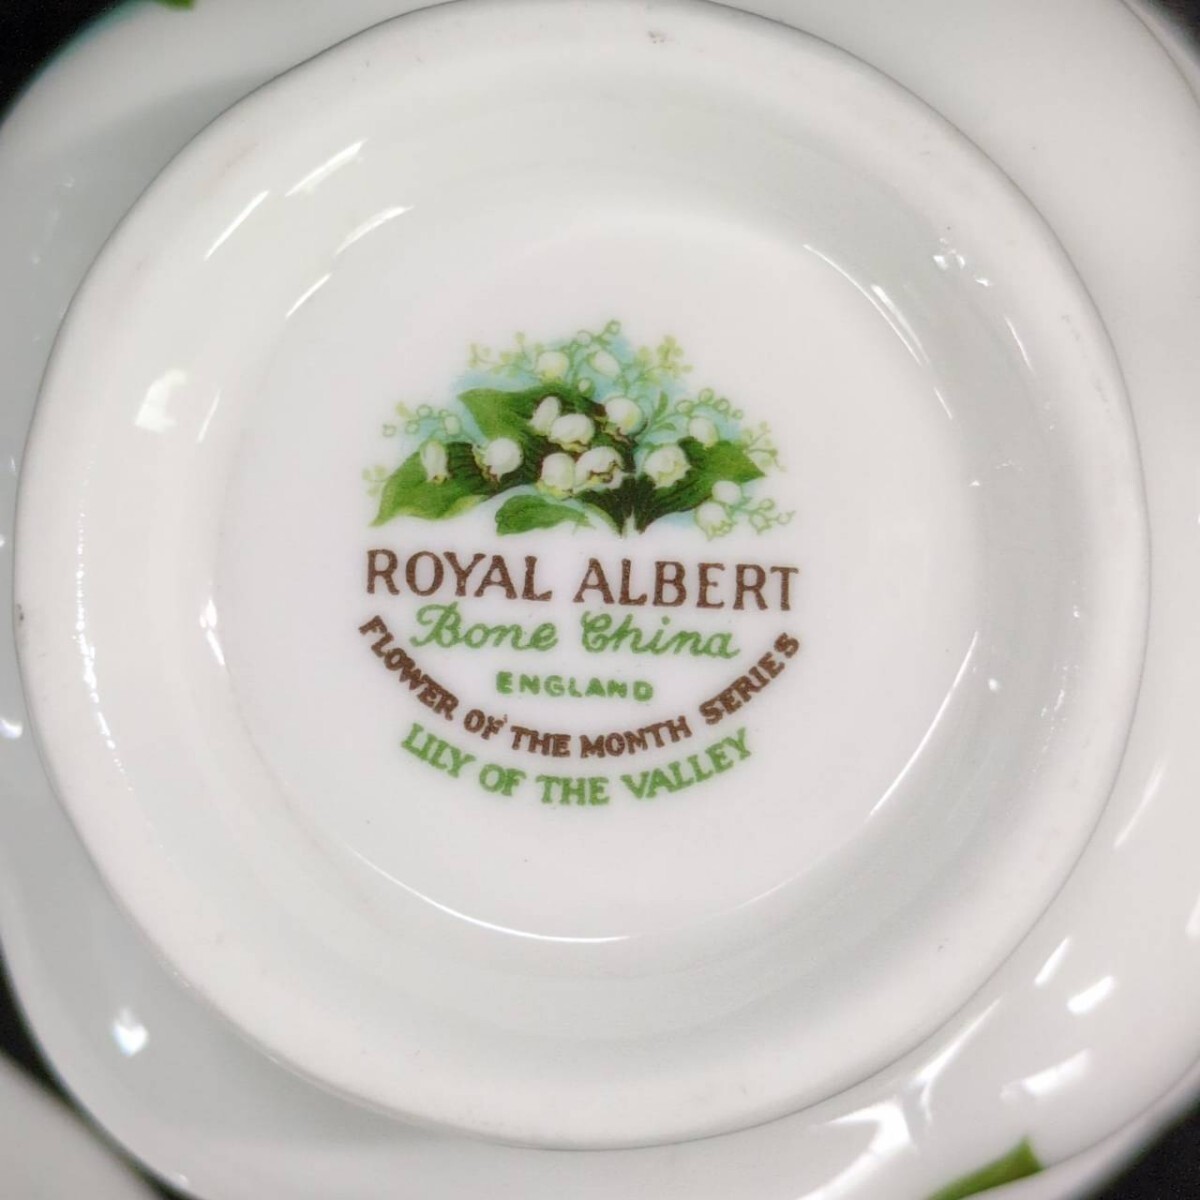 ROYAL ALBERT
Bone China
ENGLAND
FLOWER OF THE MONTH SERIES
LILY OF THE VALLEY